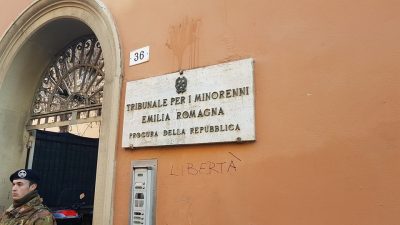 36
TRIBUNALE PER I MINORENNI
EMILIA ROMAGNA
PROCURA DELLA REPUBBLICA
LIBERTÀ